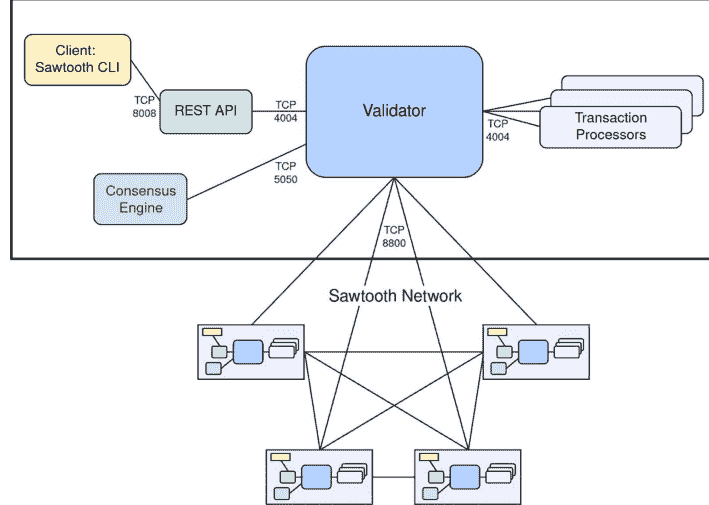 Client:
Sawtooth CLI
TCP
8008
REST API
TCP
4004
Validator
TCP
4004
Transaction
Processors
TCP
5050
Consensus
Engine
TCP
8800
Sawtooth Network